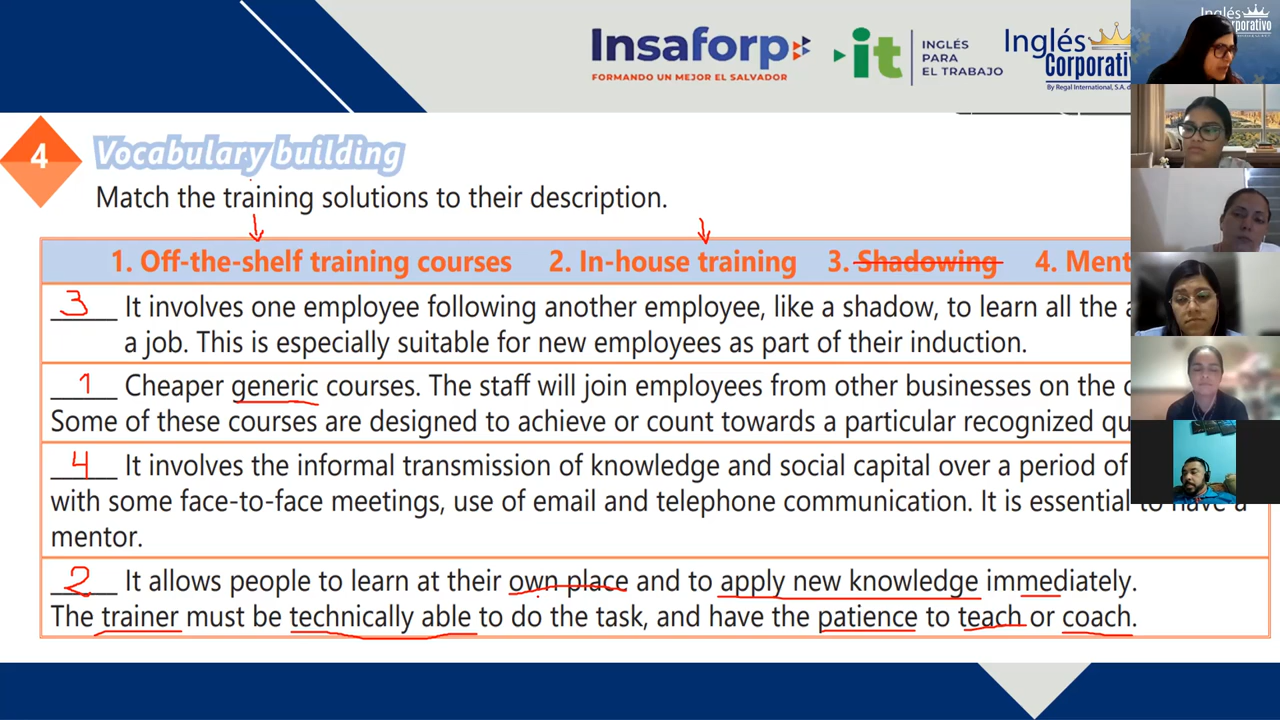 Insaforp
FORMANDO UN MEJOR EL SALVADOR
it
INGLÉS
PARA
EL TRABAJO
Inglés
Corporativo
By Regal International, S.A. d
Inglés
Corporativo
4
Vocabulary building
Match the training solutions to their description.
1. Off-the-shelf training courses 2. In-house training 3. Shadowing 4. Ment
3 It involves one employee following another employee, like a shadow, to learn all the a
a job. This is especially suitable for new employees as part of their induction.
1 Cheaper generic courses. The staff will join employees from other businesses on the c
Some of these courses are designed to achieve or count towards a particular recognized qu
4 It involves the informal transmission of knowledge and social capital over a period of
with some face-to-face meetings, use of email and telephone communication. It is essential to have a
mentor.
2 It allows people to learn at their own place and to apply new knowledge immediately.
The trainer must be technically able to do the task, and have the patience to teach or coach.